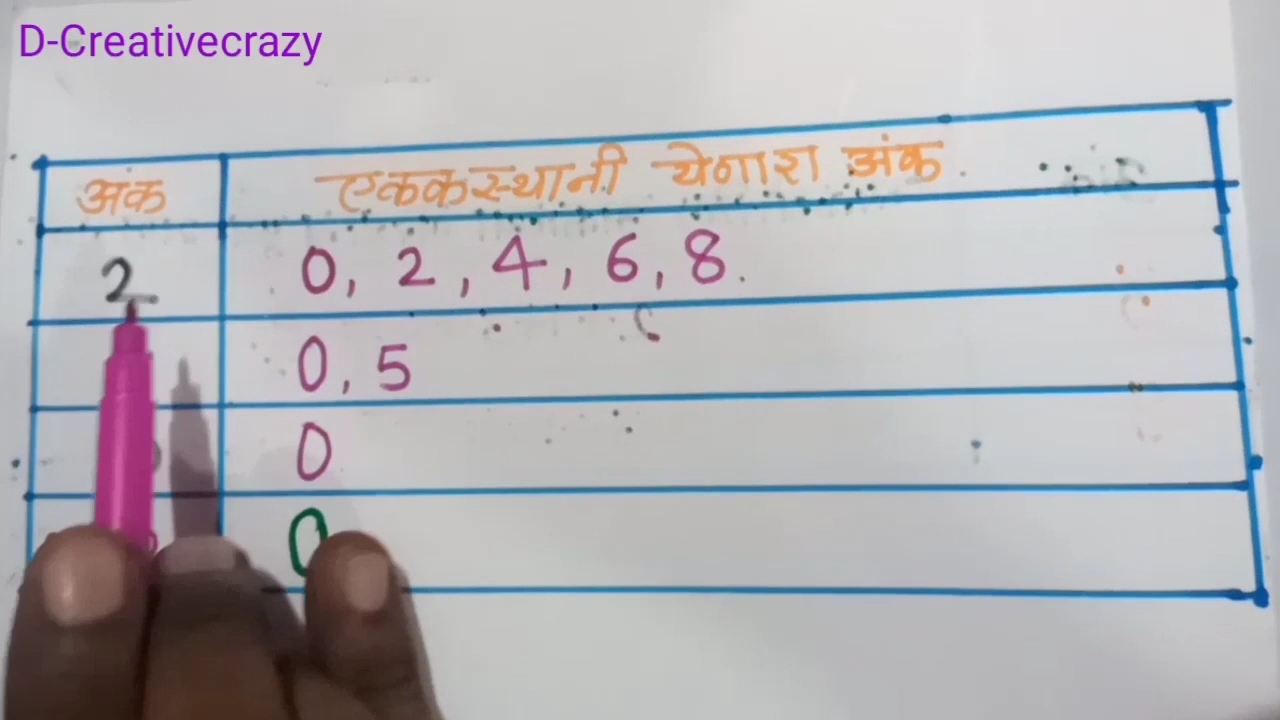 D-Creativecrazy
अंक एककस्थानी येणारा अंक
2 0, 2, 4, 6, 8.
0, 5
0
0